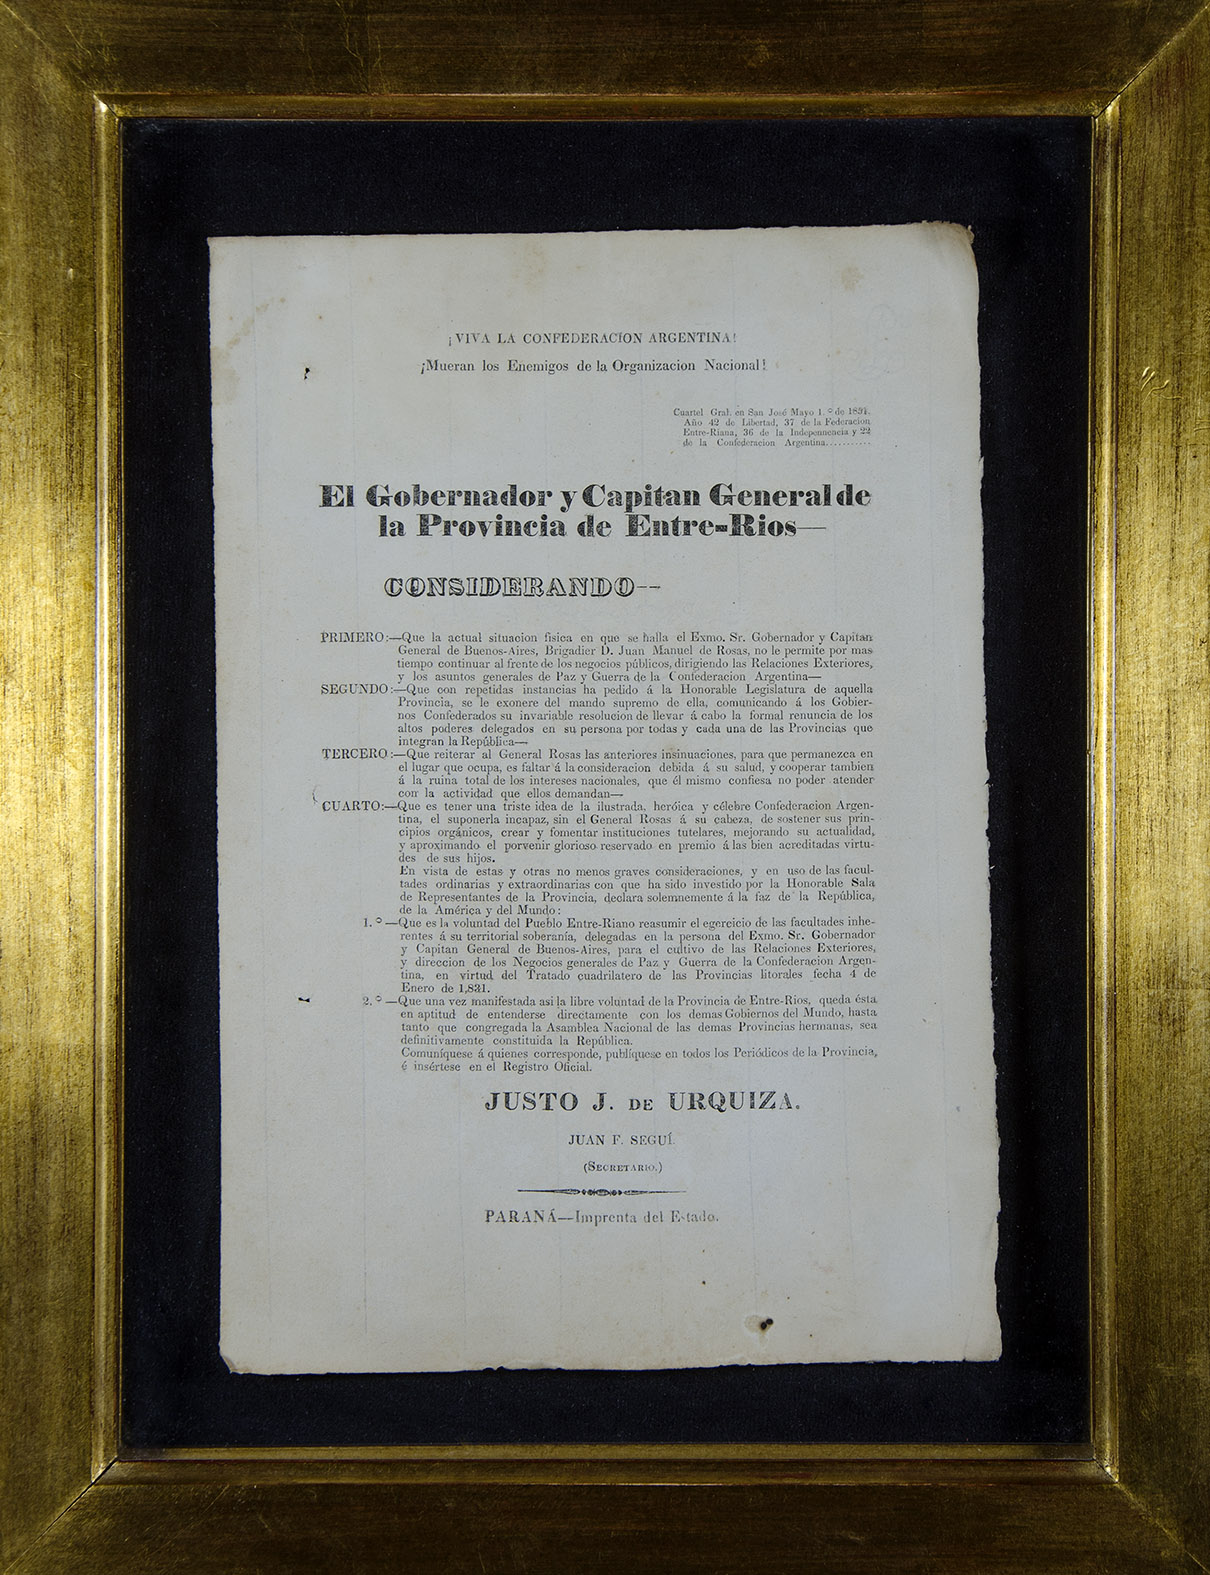 ¡VIVA LA CONFEDERACION ARGENTINA!
¡Mueran los Enemigos de la Organizacion Nacional!
Cuartel Gral. en San José Mayo 1.º de 1851.
Año 42 de Libertad, 37 de la Federacion
Entre-Riana, 36 de la Independencia y 22
de la Confederacion Argentina...........
El Gobernador y Capitan General de
la Provincia de Entre-Rios—
CONSIDERANDO—
PRIMERO:—Que la actual situacion fisica en que se halla el Exmo. Sr. Gobernador y Capitan
General de Buenos-Aires, Brigadier D. Juan Manuel de Rosas, no le permite por mas
tiempo continuar al frente de los negocios públicos, dirigiendo las Relaciones Exteriores,
y los asuntos generales de Paz y Guerra de la Confederacion Argentina—
SEGUNDO:—Que con repetidas instancias ha pedido á la Honorable Legislatura de aquella
Provincia, se le exonere del mando supremo de ella, comunicando á los Gobier-
nos Confederados su invariable resolucion de llevar á cabo la formal renuncia de los
altos poderes delegados en su persona por todas y cada una de las Provincias que
integran la República—
TERCERO:—Que reiterar al General Rosas las anteriores insinuaciones, para que permanezca en
el lugar que ocupa, es faltar á la consideracion debida á su salud, y cooperar tambien
á la ruina total de los intereses nacionales, que él mismo confiesa no poder atender
con la actividad que ellos demandan—
CUARTO:—Que es tener una triste idea de la ilustrada, heróica y célebre Confederacion Argen-
tina, el suponerla incapaz, sin el General Rosas á su cabeza, de sostener sus prin-
cipios orgánicos, crear y fomentar instituciones tutelares, mejorando su actualidad,
y aproximando el porvenir glorioso reservado en premio á las bien acreditadas virtu-
des de sus hijos.
En vista de estas y otras no menos graves consideraciones, y en uso de las facul-
tades ordinarias y extraordinarias con que ha sido investido por la Honorable Sala
de Representantes de la Provincia, declara solemnemente á la faz de la República,
de la América y del Mundo:
1.º—Que es la voluntad del Pueblo Entre-Riano reasumir el egercicio de las facultades inhe-
rentes á su territorial soberanía, delegadas en la persona del Exmo. Sr. Gobernador
y Capitan General de Buenos-Aires, para el cultivo de las Relaciones Exteriores,
y direccion de los Negocios generales de Paz y Guerra de la Confederacion Argen-
tina, en virtud del Tratado cuadrilatero de las Provincias litorales fecha 4 de
Enero de 1,831.
2.º—Que una vez manifestada asi la libre voluntad de la Provincia de Entre-Rios, queda ésta
en aptitud de entenderse directamente con los demas Gobiernos del Mundo, hasta
tanto que congregada la Asamblea Nacional de las demas Provincias hermanas, sea
definitivamente constituida la República.
Comuníquese á quienes corresponde, publíquese en todos los Periódicos de la Provincia,
é insértese en el Registro Oficial.
JUSTO J. DE URQUIZA.
JUAN F. SEGUÍ.
(SECRETARIO.)
PARANÁ—Imprenta del Estado.